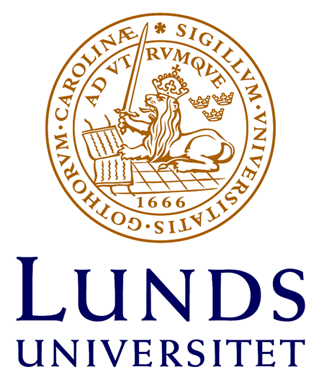 SIGILLVM · VNIVERSITATIS · GOTHORVM · CAROLINÆ
AD VTRVMQVE
1666
LUNDS
UNIVERSITET